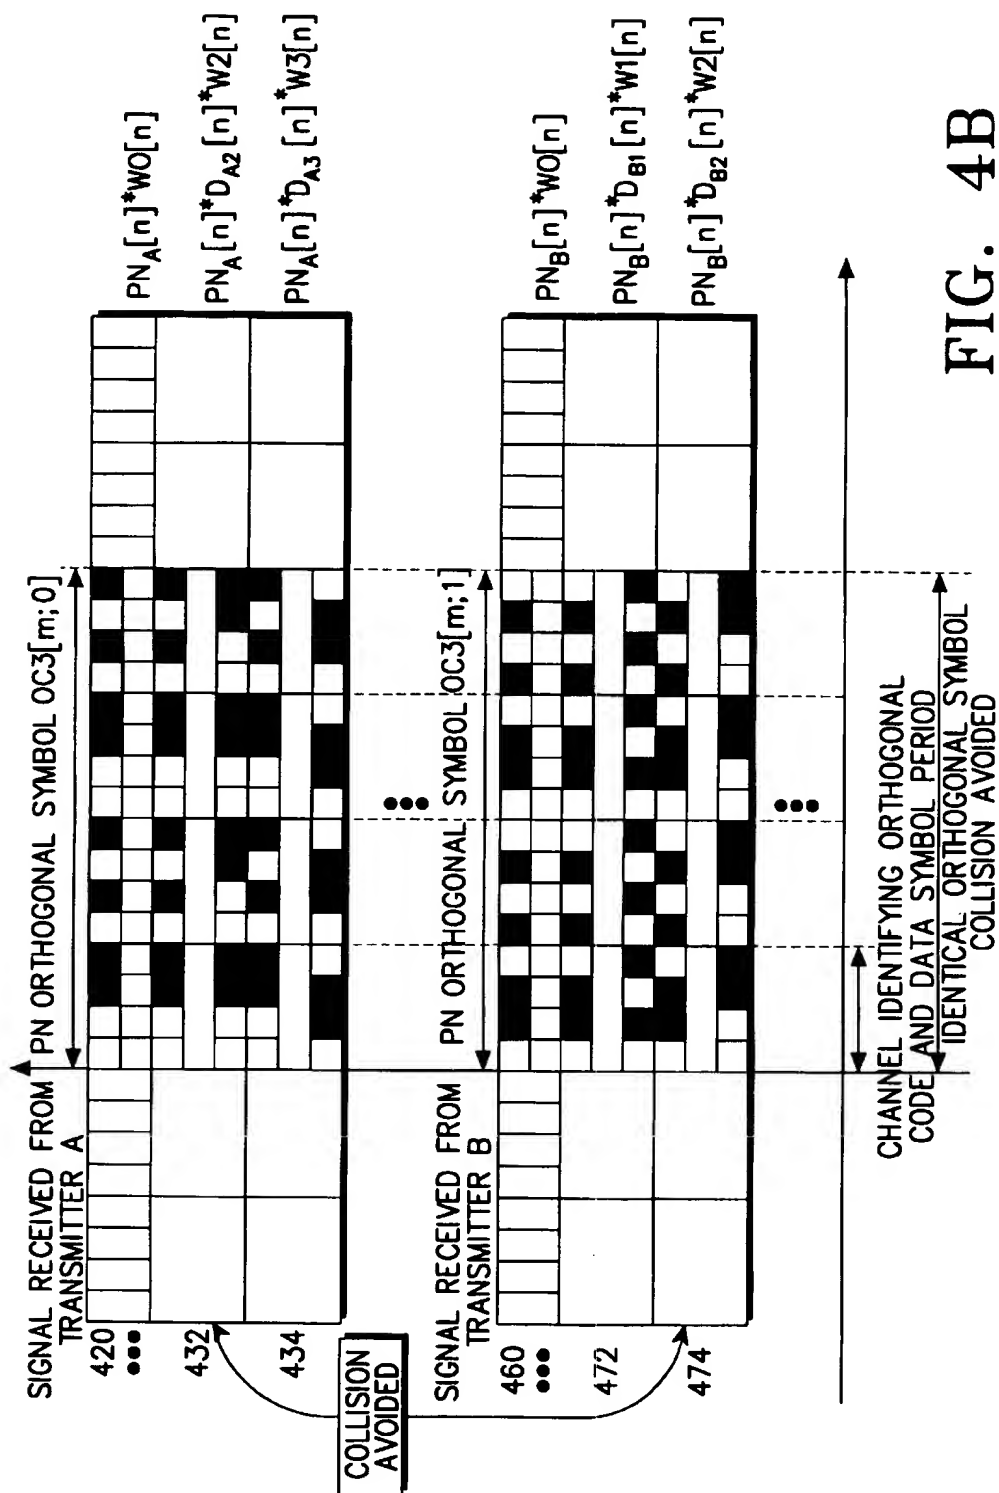 SIGNAL RECEIVED FROM
TRANSMITTER A
PN ORTHOGONAL SYMBOL OC3[m;0]
420
432
434
PN_A[n]*W0[n]
PN_A[n]*D_A2[n]*W2[n]
PN_A[n]*D_A3[n]*W3[n]
COLLISION
AVOIDED
SIGNAL RECEIVED FROM
TRANSMITTER B
PN ORTHOGONAL SYMBOL OC3[m;1]
460
472
474
PN_B[n]*W0[n]
PN_B[n]*D_B1[n]*W1[n]
PN_B[n]*D_B2[n]*W2[n]
CHANNEL IDENTIFYING ORTHOGONAL
CODE AND DATA SYMBOL PERIOD
IDENTICAL ORTHOGONAL SYMBOL
COLLISION AVOIDED
FIG. 4B